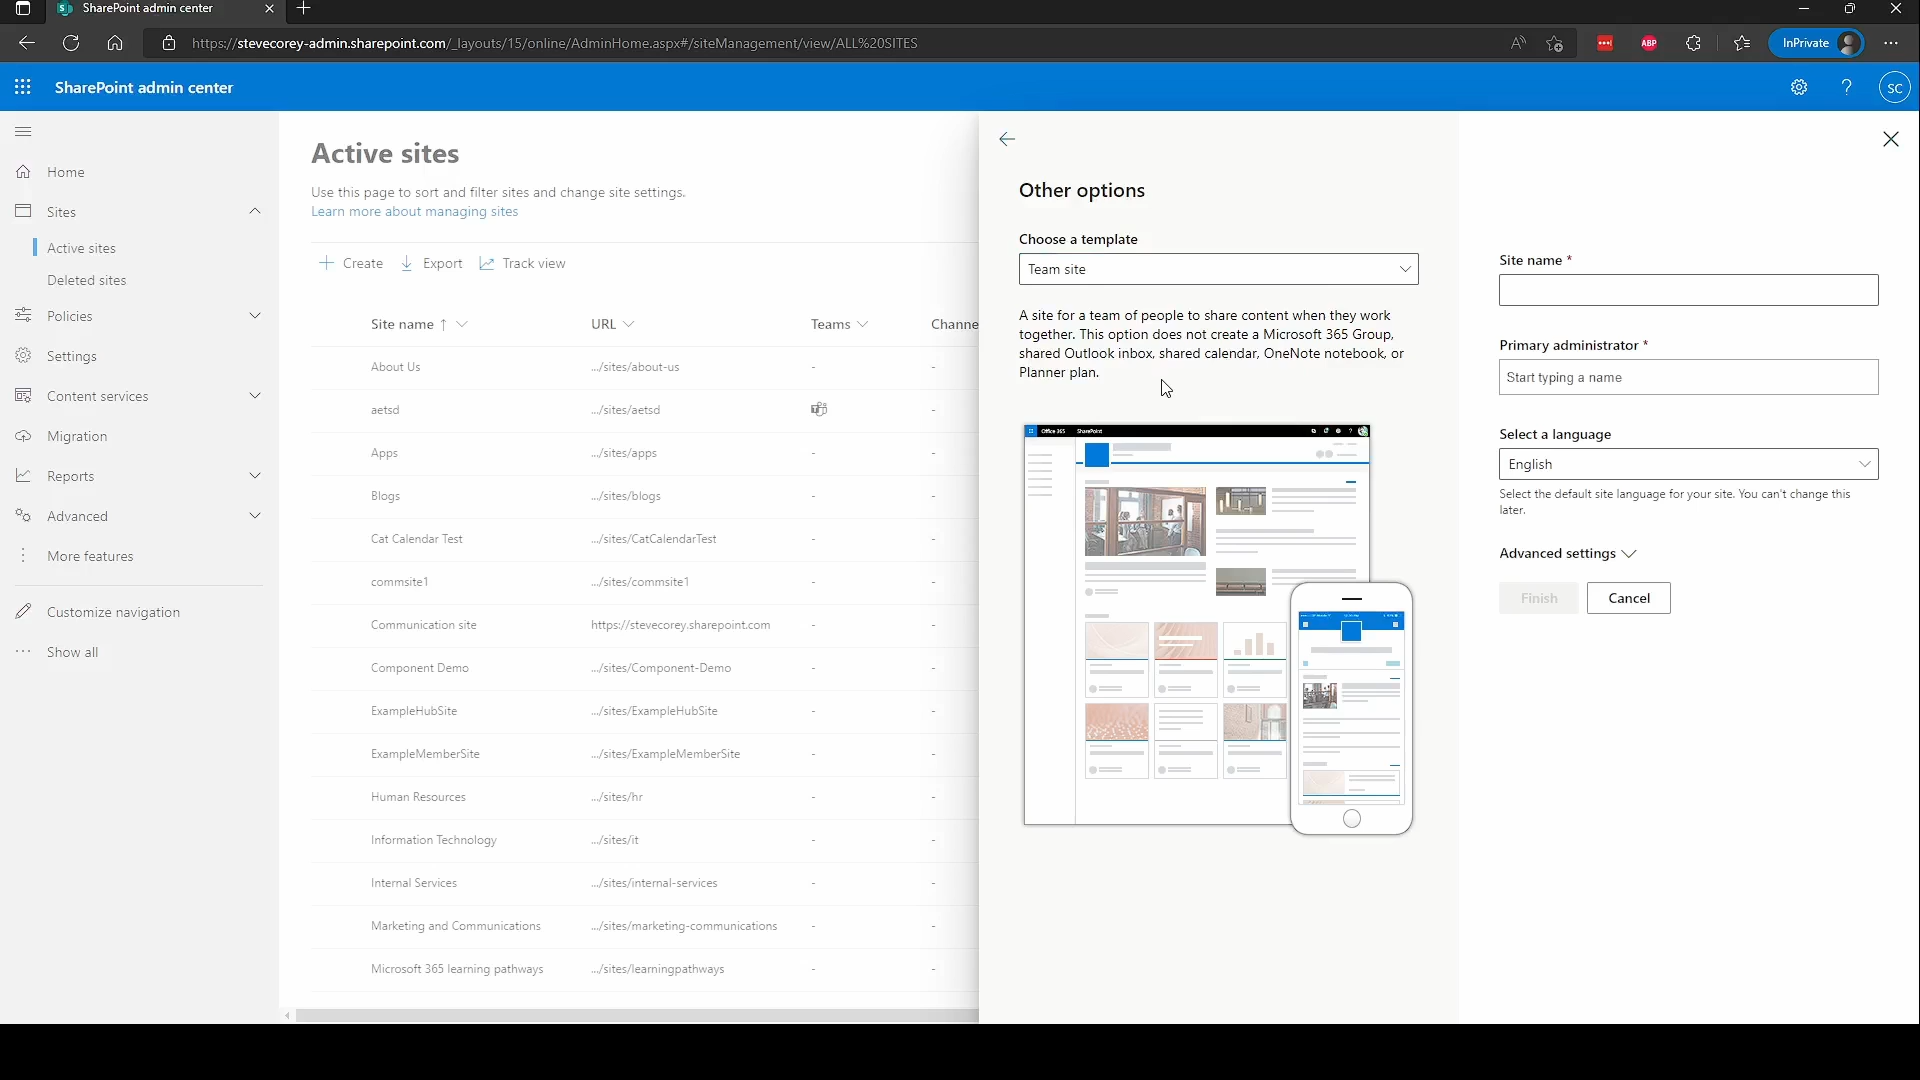 SharePoint admin center
https://stevecorey-admin.sharepoint.com/_layouts/15/online/AdminHome.aspx#/siteManagement/view/ALL%20SITES
ABP
InPrivate
SharePoint admin center
?
SC
Home
Sites
Active sites
Deleted sites
Policies
Settings
Content services
Migration
Reports
Advanced
More features
Customize navigation
Show all
Active sites
Use this page to sort and filter sites and change site settings.
Learn more about managing sites
Create Export Track view
Site name URL Teams Channe
About Us .../sites/about-us - -
aetsd .../sites/aetsd -
Apps .../sites/apps - -
Blogs .../sites/blogs - -
Cat Calendar Test .../sites/CatCalendarTest - -
commsite1 .../sites/commsite1 - -
Communication site https://stevecorey.sharepoint.com - -
Component Demo .../sites/Component-Demo - -
ExampleHubSite .../sites/ExampleHubSite - -
ExampleMemberSite .../sites/ExampleMemberSite - -
Human Resources .../sites/hr - -
Information Technology .../sites/it - -
Internal Services .../sites/internal-services - -
Marketing and Communications .../sites/marketing-communications - -
Microsoft 365 learning pathways .../sites/learningpathways - -
Other options
Choose a template
Team site
A site for a team of people to share content when they work
together. This option does not create a Microsoft 365 Group,
shared Outlook inbox, shared calendar, OneNote notebook, or
Planner plan.
Office 365 SharePoint
Site name *
Primary administrator *
Start typing a name
Select a language
English
Select the default site language for your site. You can't change this
later.
Advanced settings
Finish Cancel